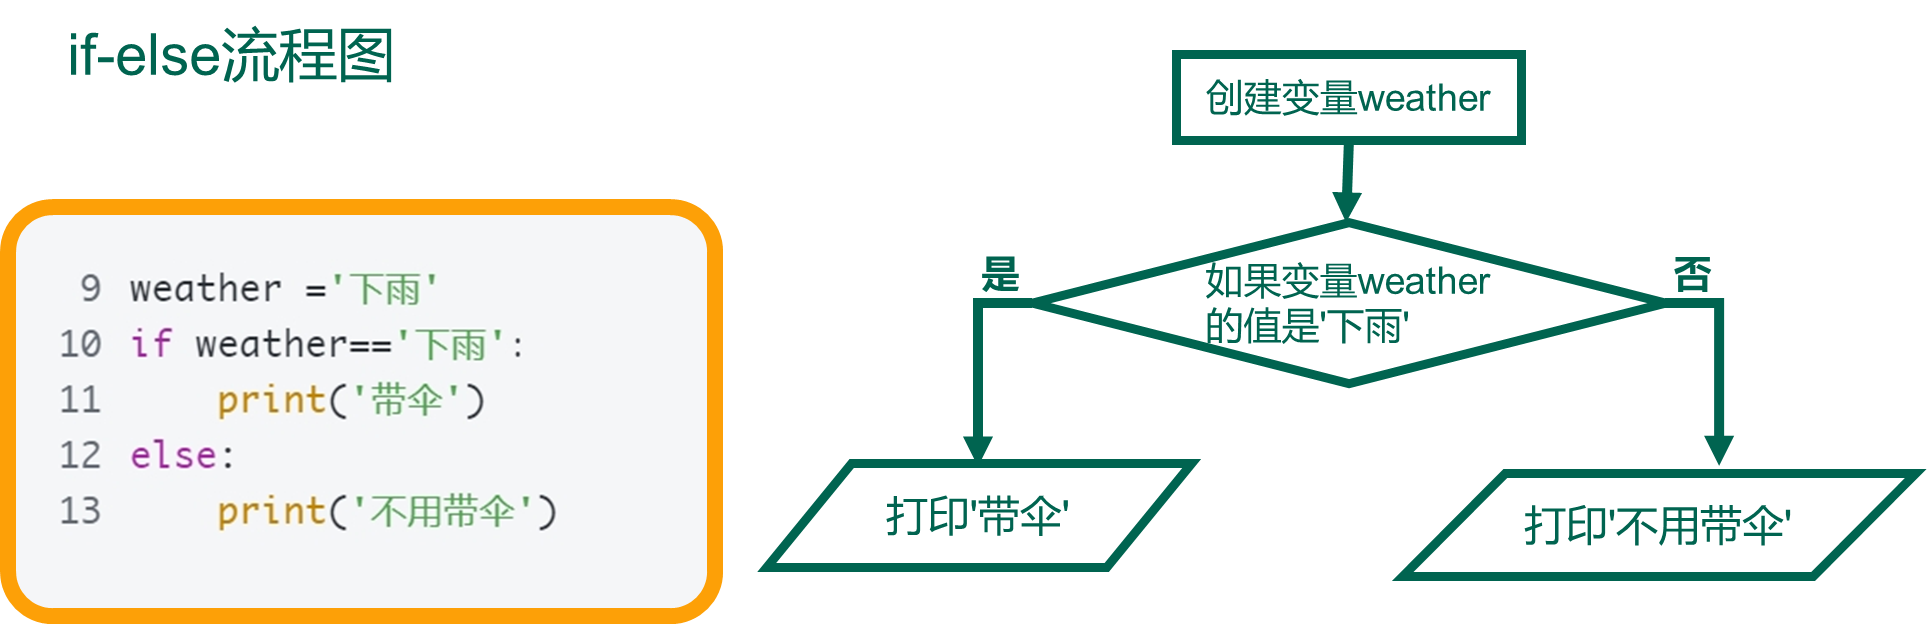 if-else流程图
9 weather ='下雨'
10 if weather=='下雨':
11 print('带伞')
12 else:
13 print('不用带伞')
创建变量weather
如果变量weather
的值是'下雨'
是
否
打印'带伞'
打印'不用带伞'